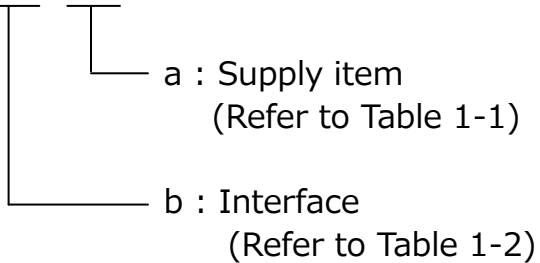 a : Supply item
(Refer to Table 1-1)
b : Interface
(Refer to Table 1-2)